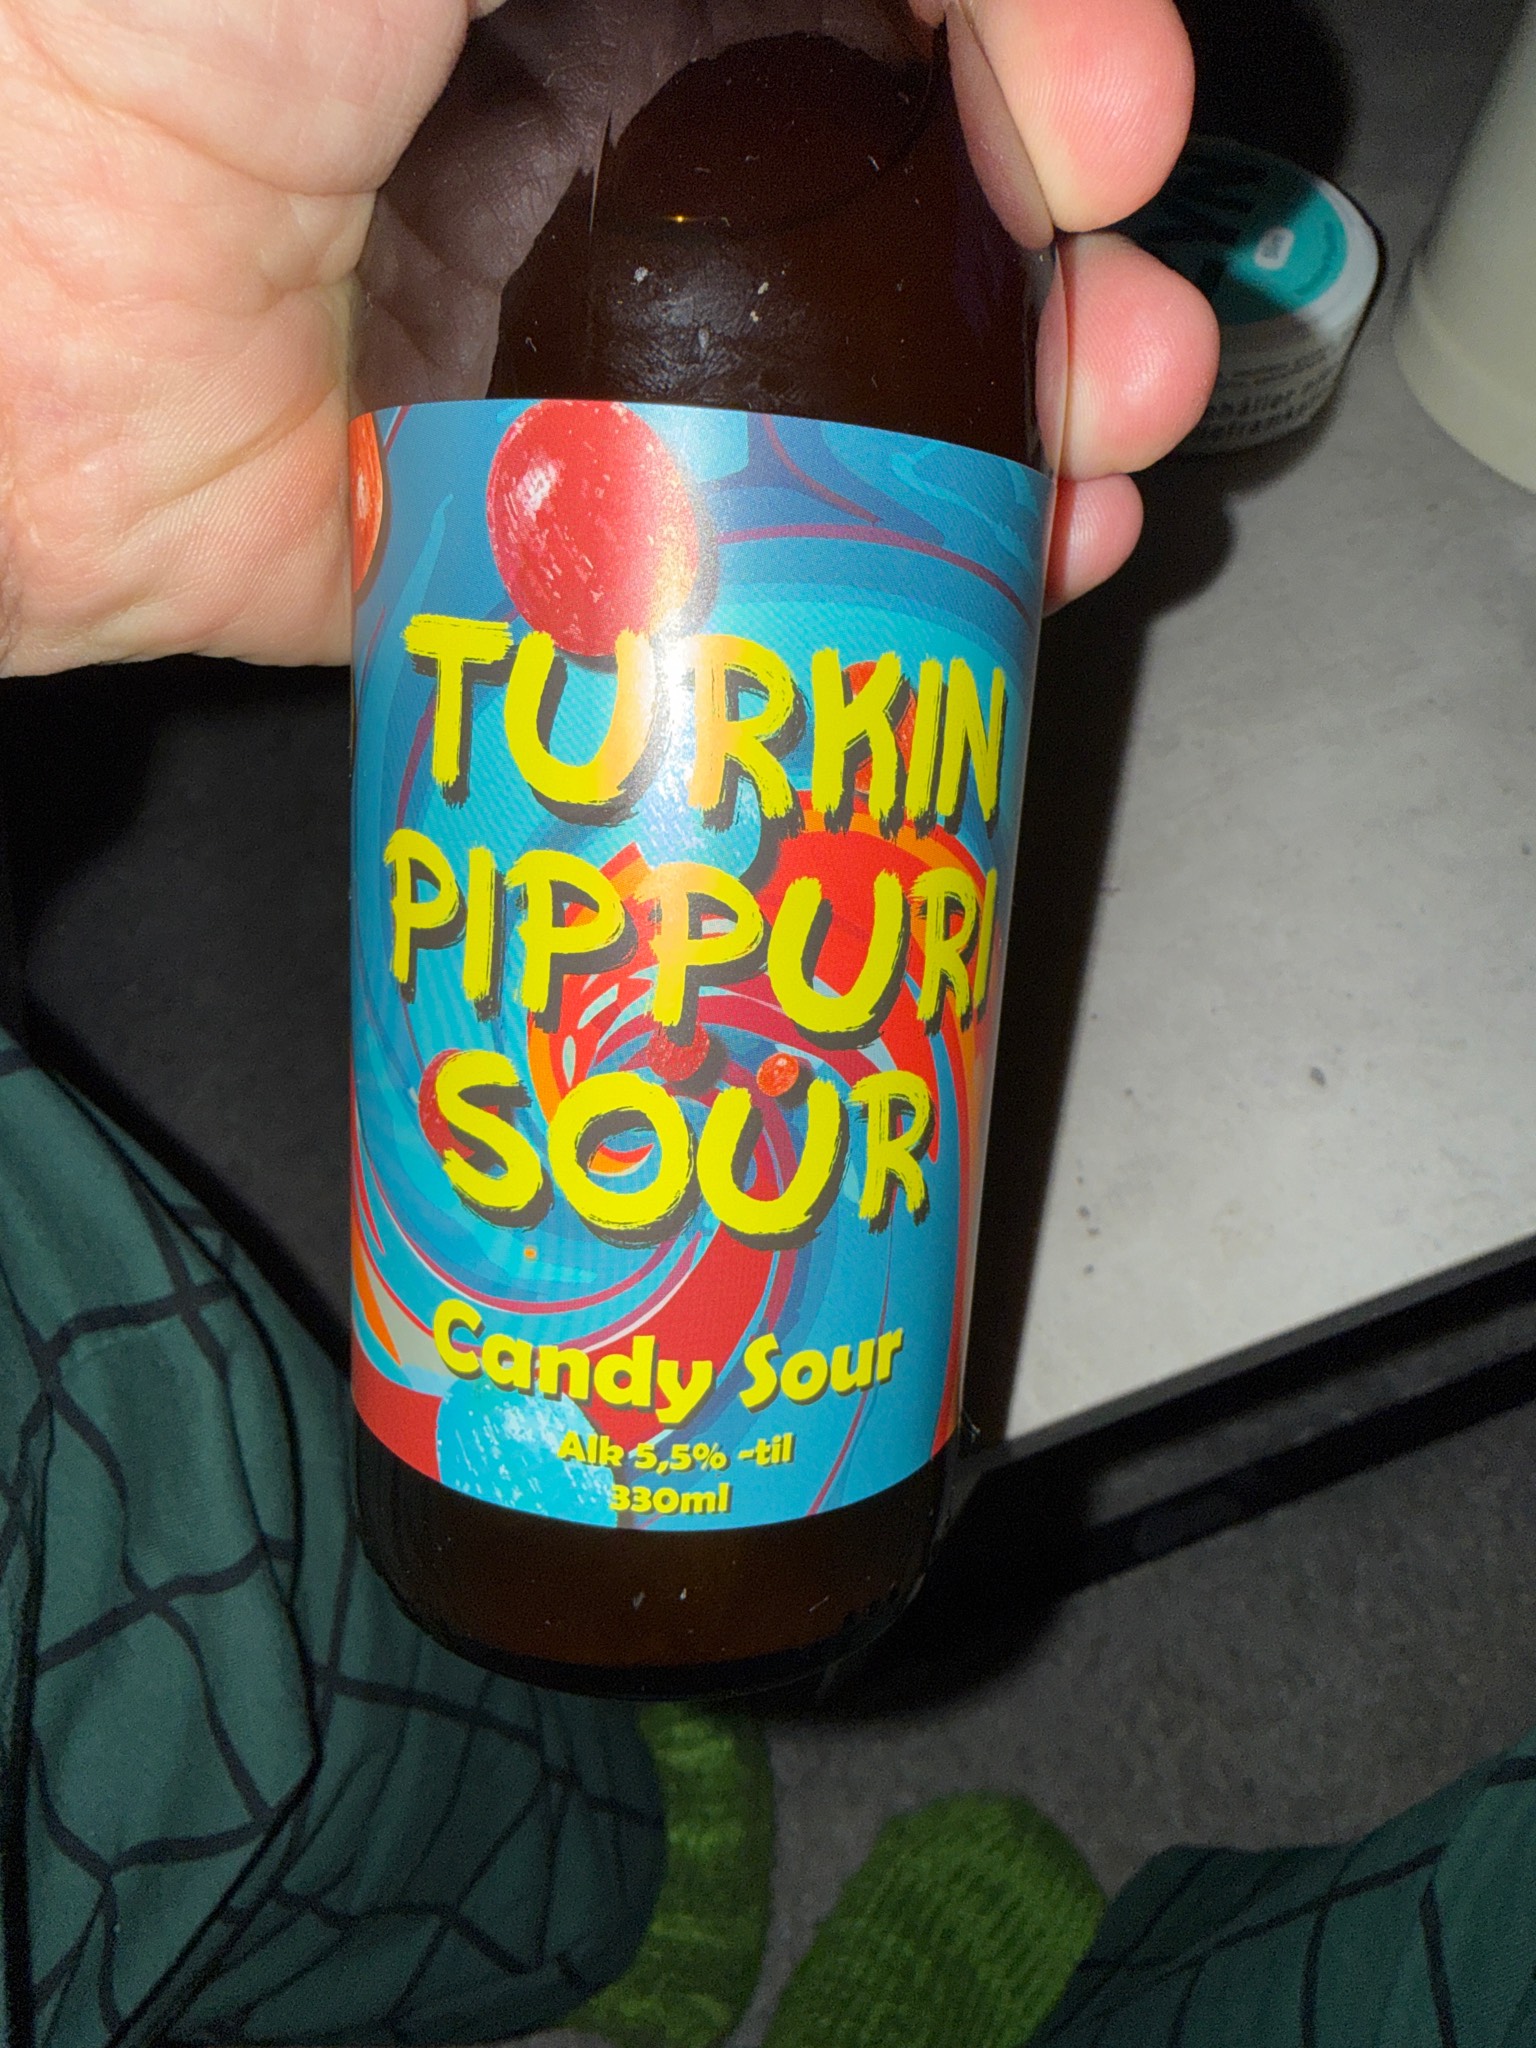 TURKIN
PIPPURI
SOUR
Candy Sour
Alk 5,5% -til
330ml